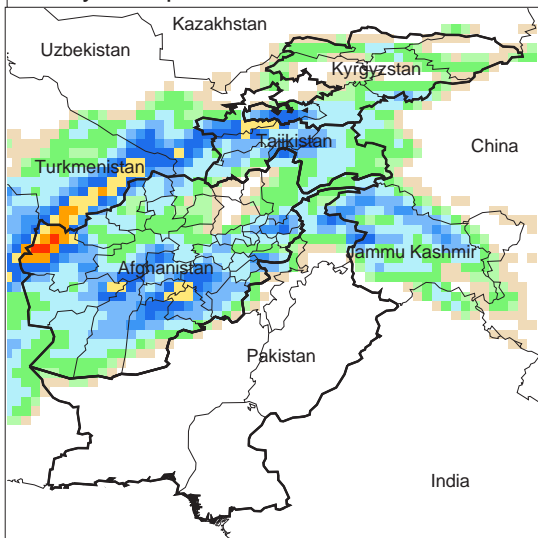 Kazakhstan
Uzbekistan
Kyrgyzstan
Tajikistan
China
Turkmenistan
Jammu Kashmir
Afghanistan
Pakistan
India